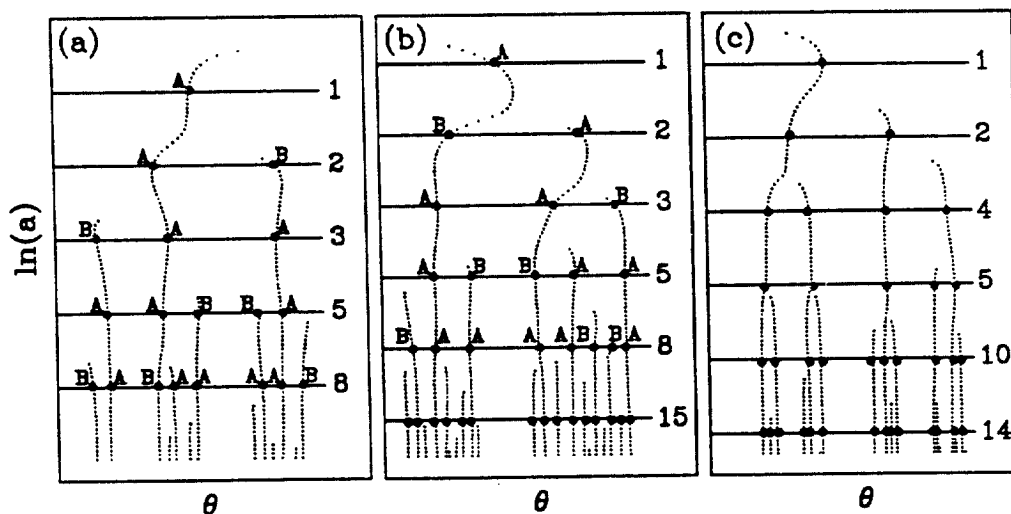 (a)
A 1
A B 2
B A A 3
A A B B A 5
B A B A A A A B 8
θ
(b)
A 1
B A 2
A A B 3
A B B A A 5
B A A A A B B A 8
15
θ
(c)
1
2
4
5
10
14
θ
ln(a)